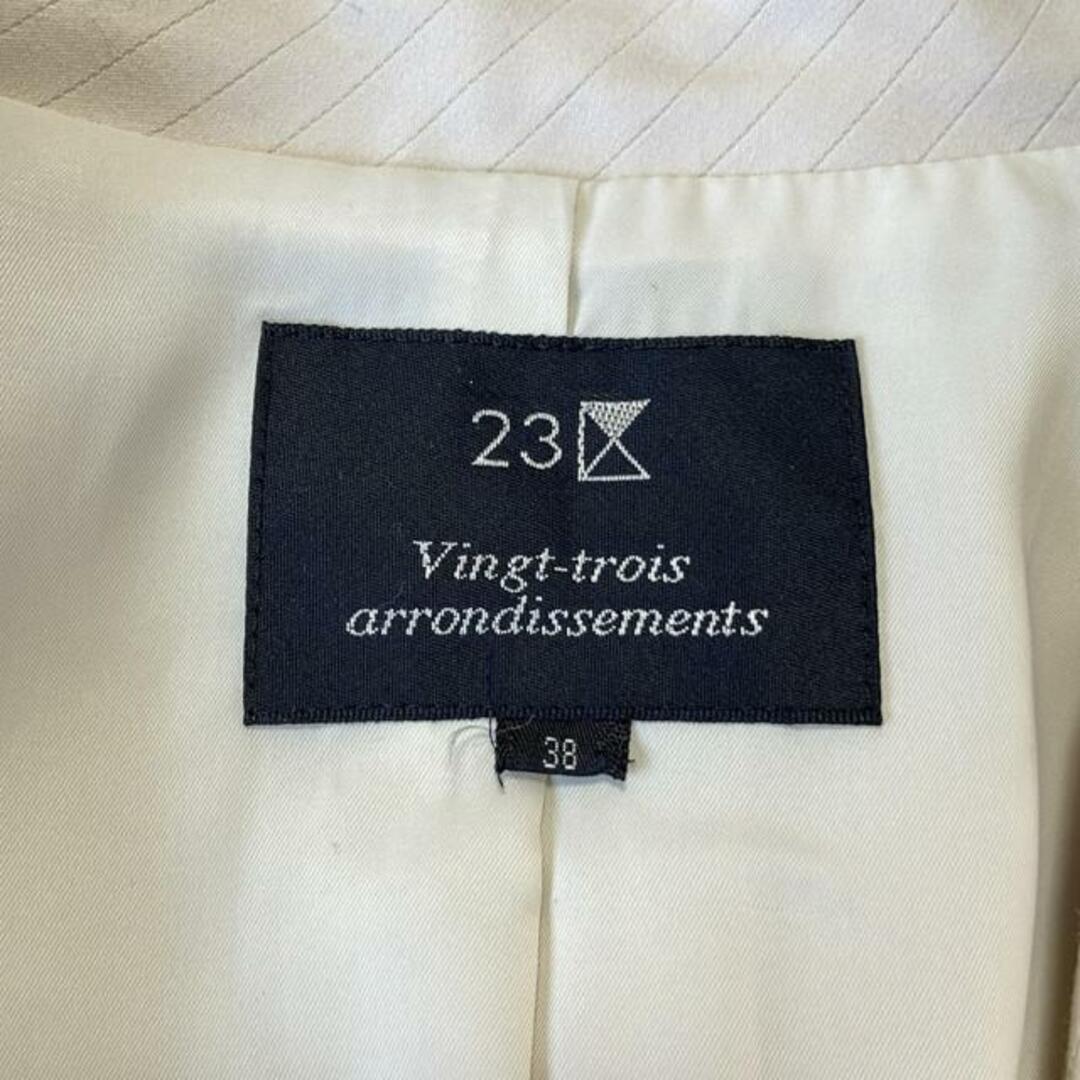 23
Vingt-trois
arrondissements
38